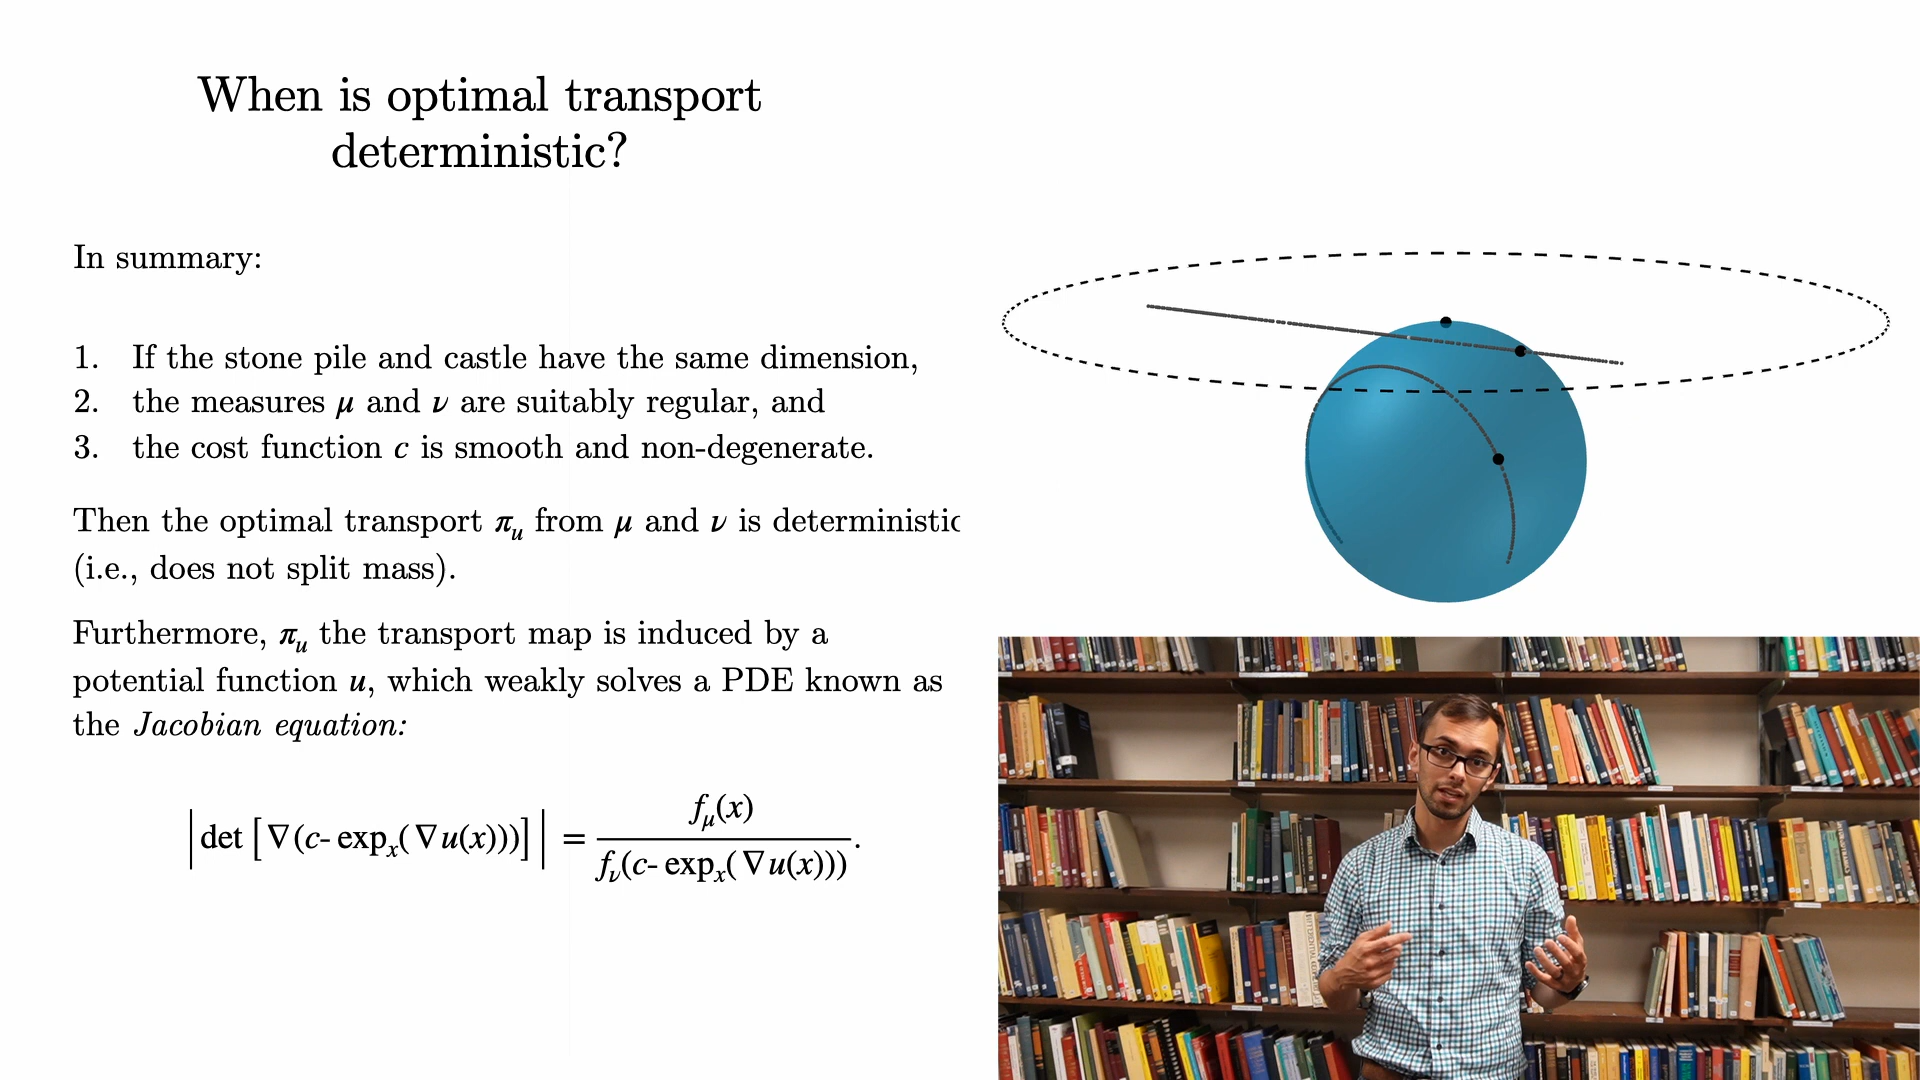 When is optimal transport
deterministic?
In summary:
1. If the stone pile and castle have the same dimension,
2. the measures μ and ν are suitably regular, and
3. the cost function c is smooth and non-degenerate.
Then the optimal transport π_u from μ and ν is deterministic
(i.e., does not split mass).
Furthermore, π_u the transport map is induced by a
potential function u, which weakly solves a PDE known as
the Jacobian equation:
|det [∇(c- exp_x(∇u(x)))]| = f_μ(x) / f_ν(c- exp_x(∇u(x))).